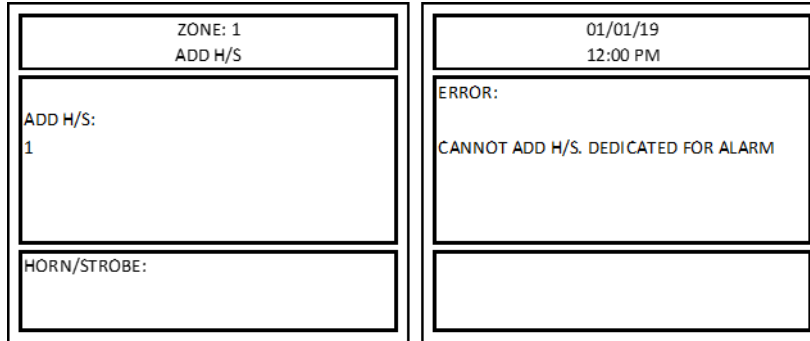 ZONE: 1
ADD H/S
ADD H/S:
1
HORN/STROBE:
01/01/19
12:00 PM
ERROR:
CANNOT ADD H/S. DEDICATED FOR ALARM